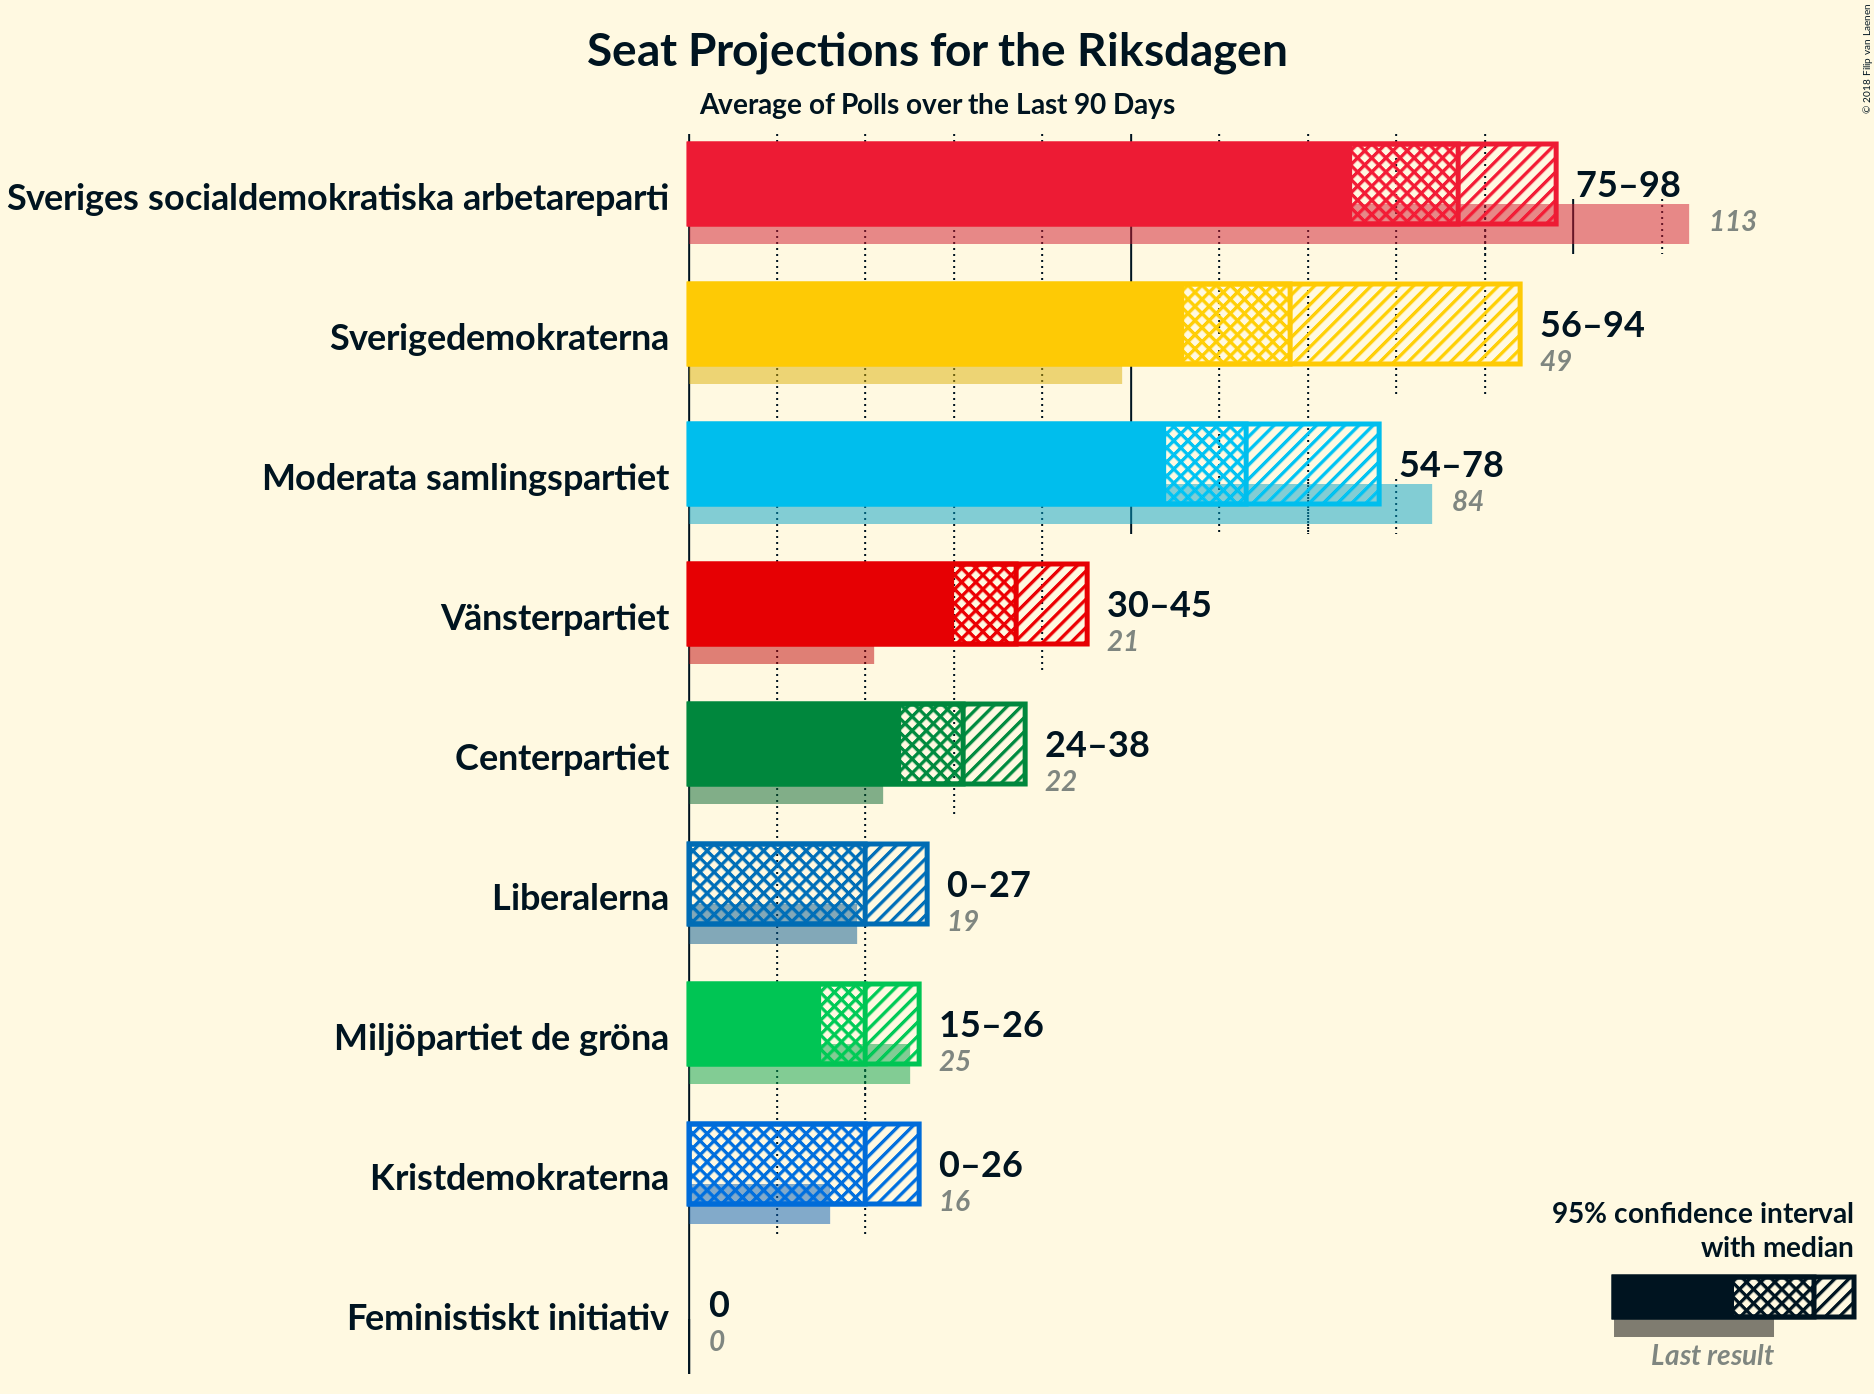 Seat Projections for the Riksdagen
Average of Polls over the Last 90 Days
© 2018 Filip van Laenen
Sveriges socialdemokratiska arbetareparti
75–98
113
Sverigedemokraterna
56–94
49
Moderata samlingspartiet
54–78
84
Vänsterpartiet
30–45
21
Centerpartiet
24–38
22
Liberalerna
0–27
19
Miljöpartiet de gröna
15–26
25
Kristdemokraterna
0–26
16
Feministiskt initiativ
0
0
95% confidence interval
with median
Last result